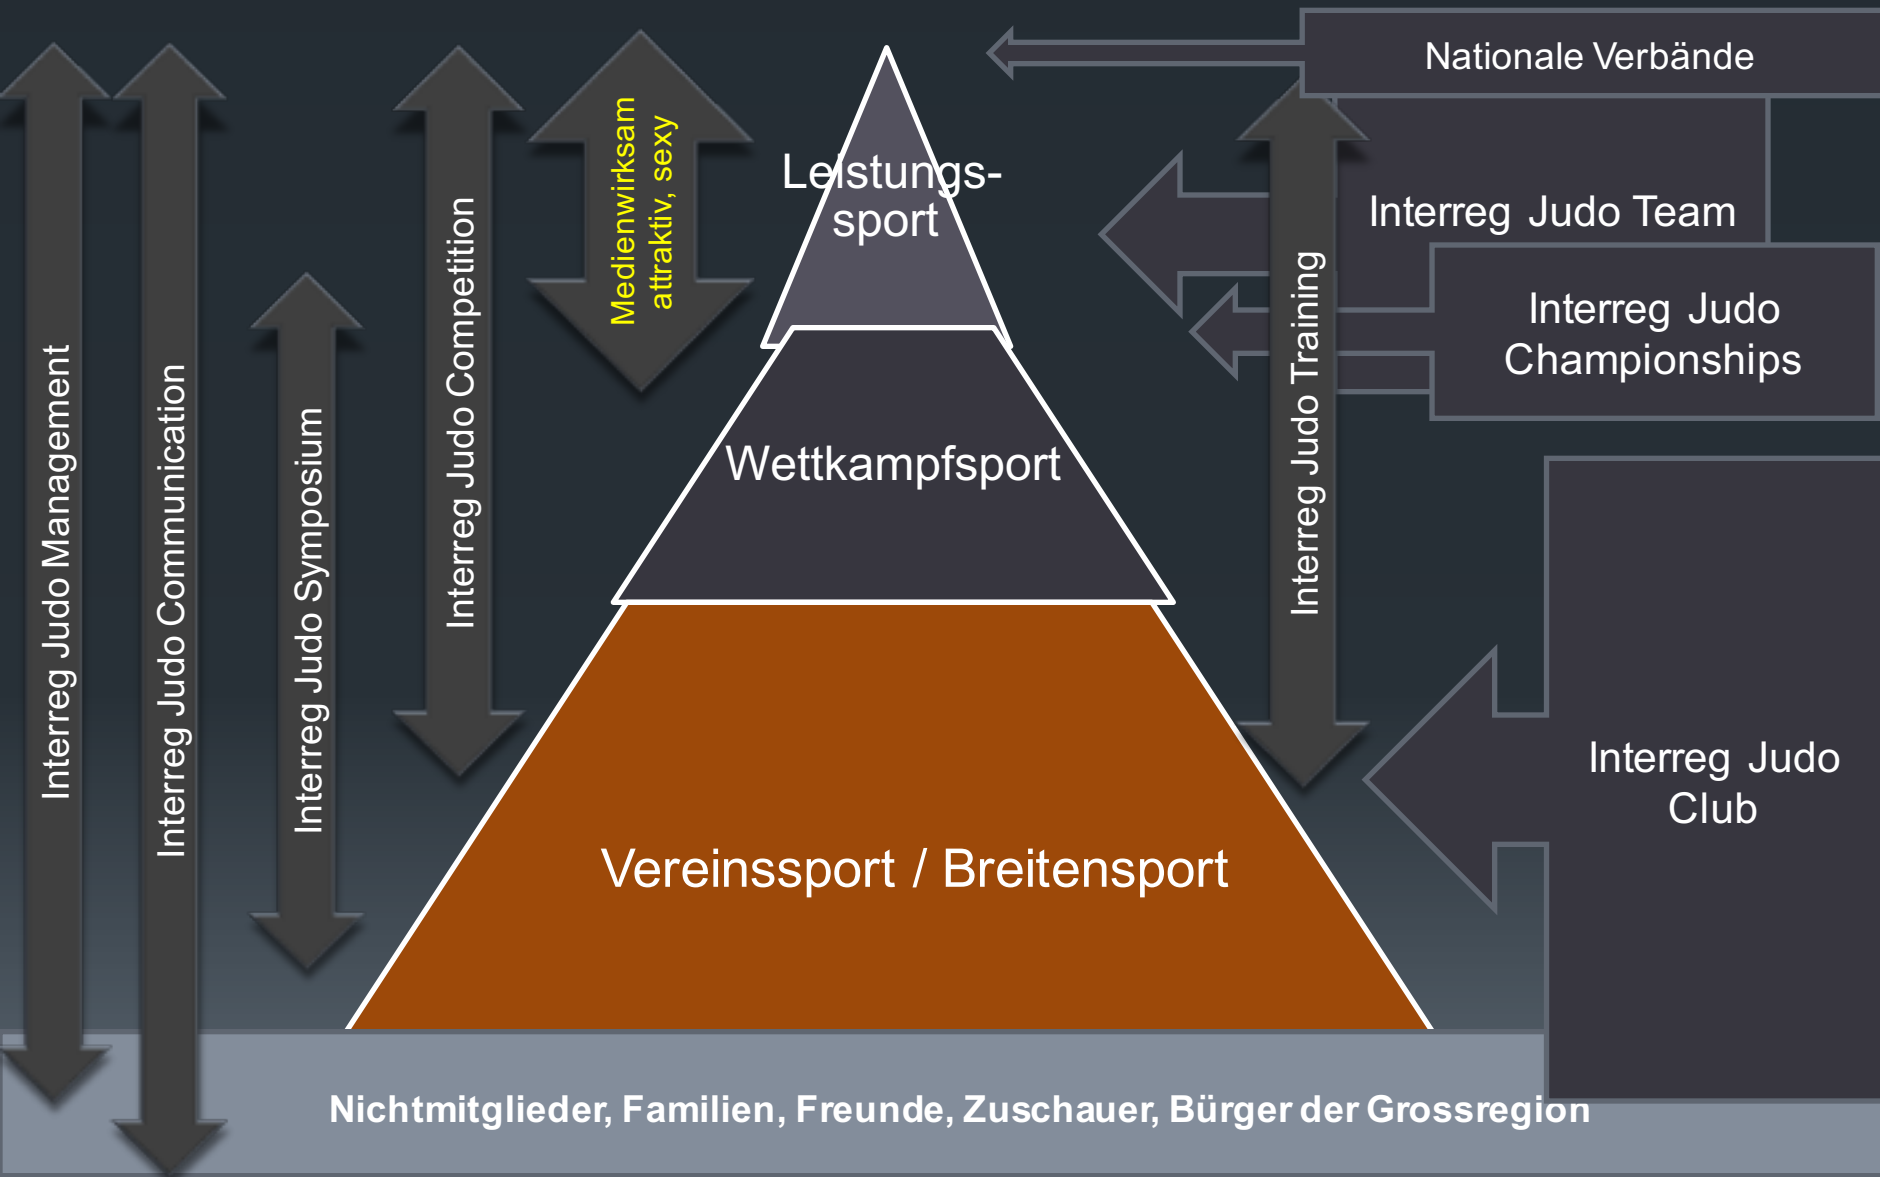 Nationale Verbände
Medienwirksam
attraktiv, sexy
Leistungs-
sport
Interreg Judo Team
Interreg Judo
Championships
Interreg Judo Management
Interreg Judo Communication
Interreg Judo Symposium
Interreg Judo Competition
Interreg Judo Training
Wettkampfsport
Interreg Judo
Club
Vereinssport / Breitensport
Nichtmitglieder, Familien, Freunde, Zuschauer, Bürger der Grossregion